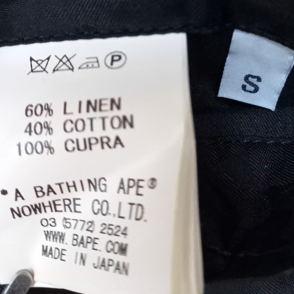 60% LINEN
40% COTTON
100% CUPRA
A BATHING APE®
NOWHERE CO.,LTD.
03 (5772) 2524
WWW.BAPE.COM
MADE IN JAPAN
S